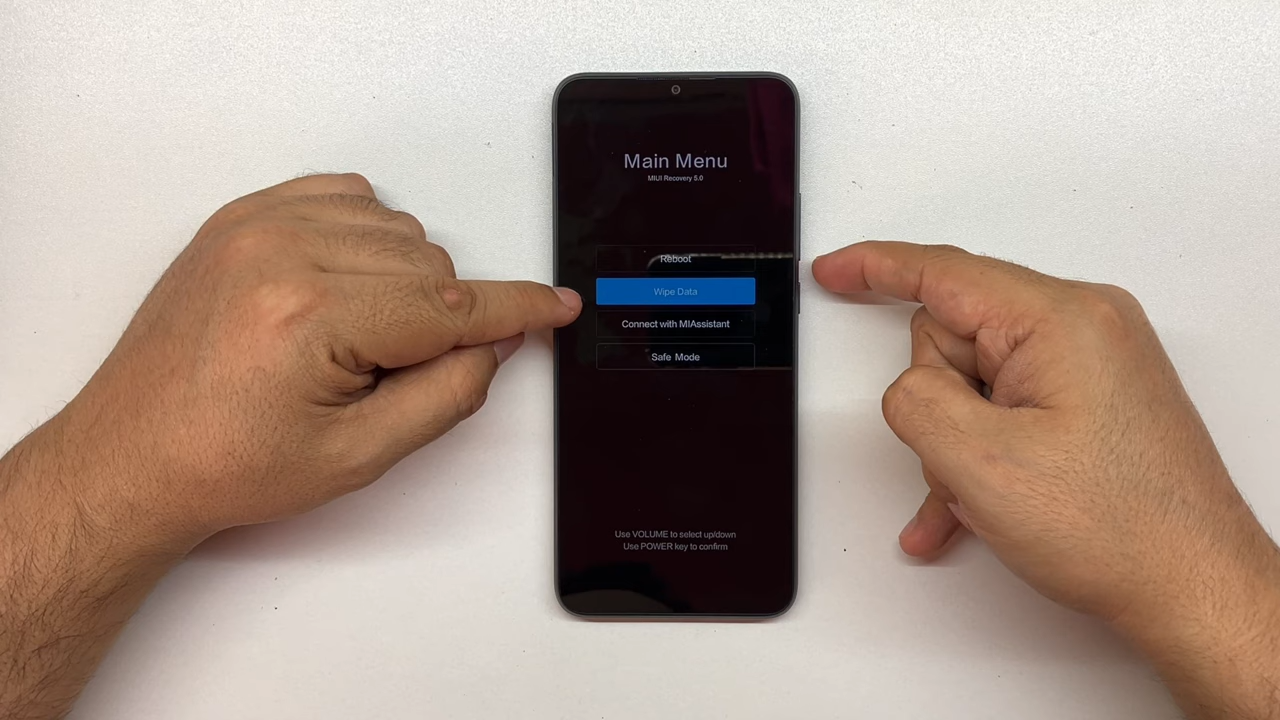 Main Menu
MIUI Recovery 5.0
Reboot
Wipe Data
Connect with MIAssistant
Safe Mode
Use VOLUME to select up/down
Use POWER key to confirm